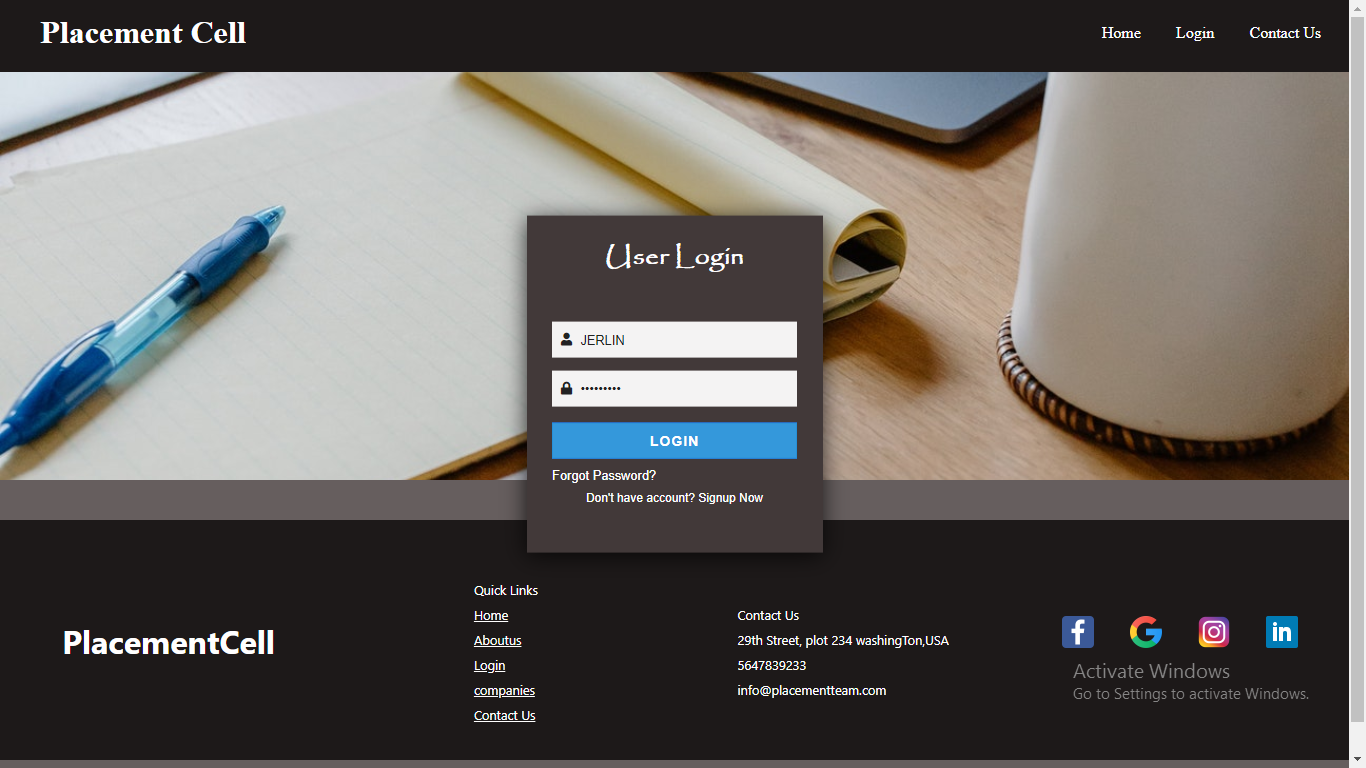 Placement Cell
Home Login Contact Us
User Login
JERLIN
•••••••••
LOGIN
Forgot Password?
Don't have account? Signup Now
PlacementCell
Quick Links
Home
Aboutus
Login
companies
Contact Us
Contact Us
29th Street, plot 234 washingTon,USA
5647839233
info@placementteam.com
f
G
in
Activate Windows
Go to Settings to activate Windows.